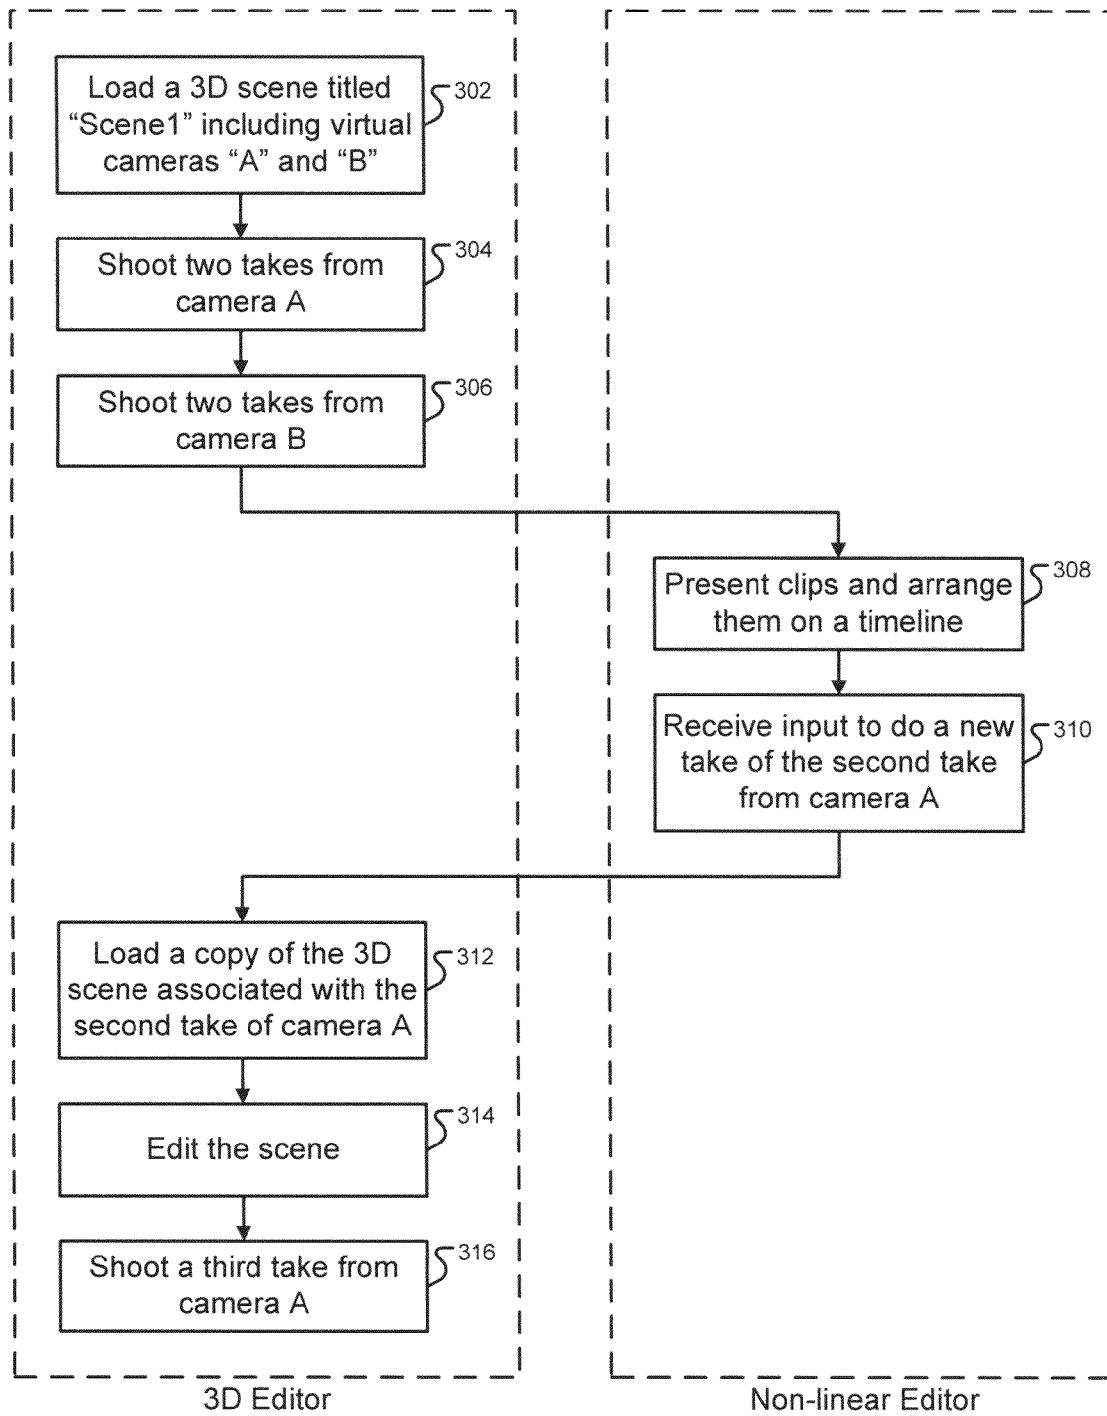 Load a 3D scene titled
“Scene1” including virtual
cameras “A” and “B”
302
Shoot two takes from
camera A
304
Shoot two takes from
camera B
306
Present clips and arrange
them on a timeline
308
Receive input to do a new
take of the second take
from camera A
310
Load a copy of the 3D
scene associated with the
second take of camera A
312
Edit the scene
314
Shoot a third take from
camera A
316
3D Editor
Non-linear Editor